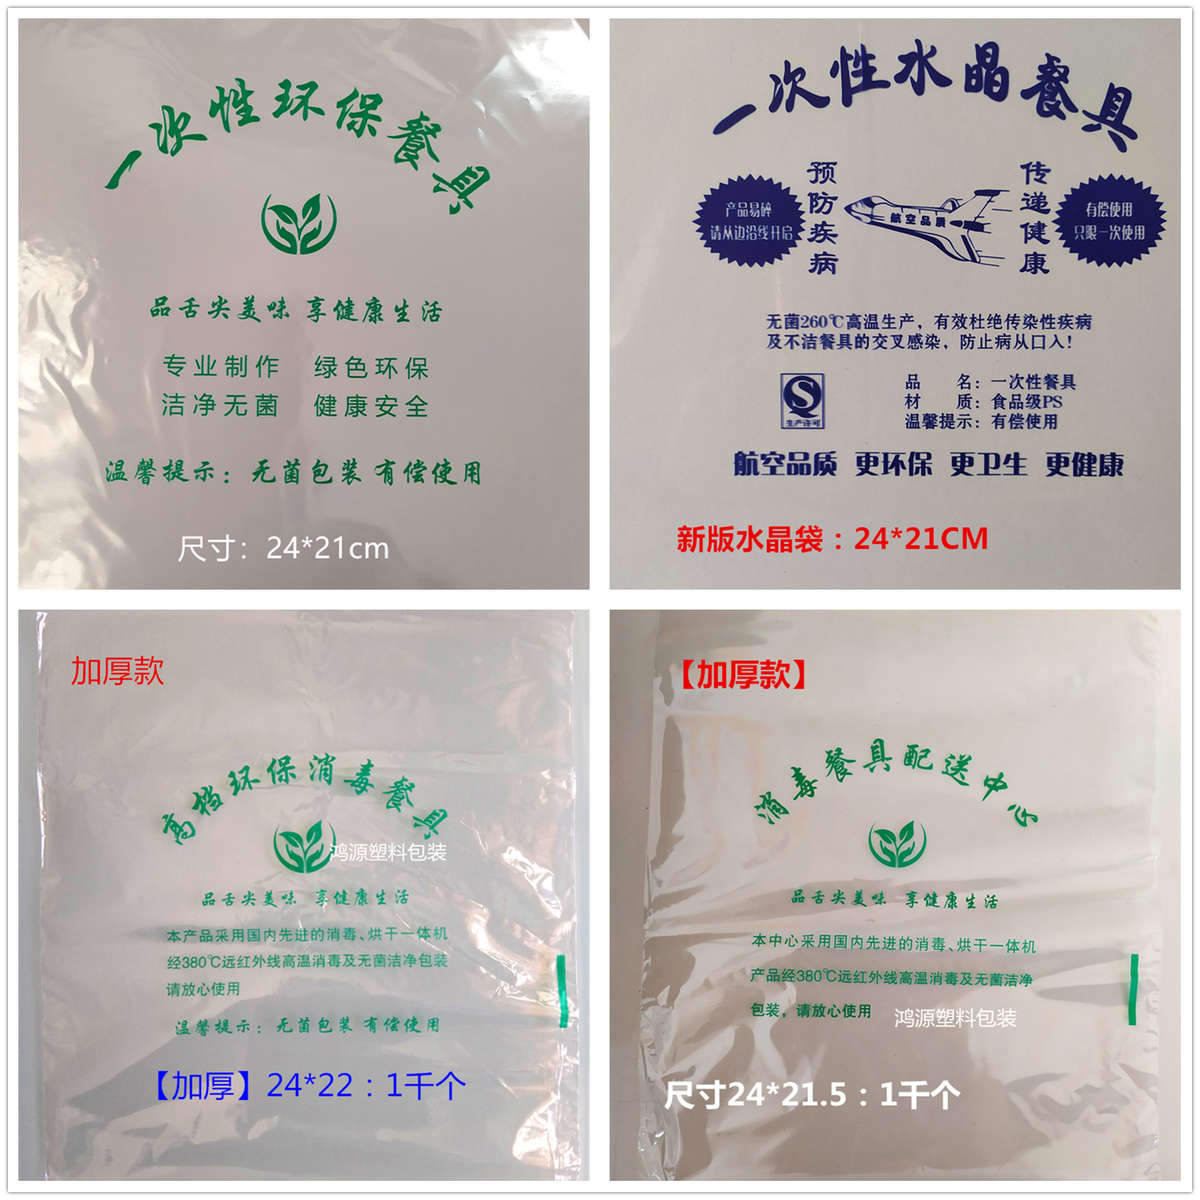 一次性环保餐具
品舌尖美味 享健康生活
专业制作 绿色环保
洁净无菌 健康安全
温馨提示：无菌包装 有偿使用
尺寸：24*21cm
一次性水晶餐具
产品易碎
请从边沿线开启
预防疾病
航空品质
传递健康
有偿使用
只限一次使用
无菌260℃高温生产，有效杜绝传染性疾病
及不洁餐具的交叉感染，防止病从口入！
生产许可
品 名：一次性餐具
材 质：食品级PS
温馨提示：有偿使用
航空品质 更环保 更卫生 更健康
新版水晶袋：24*21CM
加厚款
高档环保消毒餐具
鸿源塑料包装
品舌尖美味 享健康生活
本产品采用国内先进的消毒、烘干一体机
经380℃远红外线高温消毒及无菌洁净包装
请放心使用
温馨提示：无菌包装 有偿使用
【加厚】24*22：1千个
【加厚款】
消毒餐具配送中心
品舌尖美味 享健康生活
本中心采用国内先进的消毒、烘干一体机
产品经380℃远红外线高温消毒及无菌洁净
包装，请放心使用
鸿源塑料包装
尺寸24*21.5：1千个